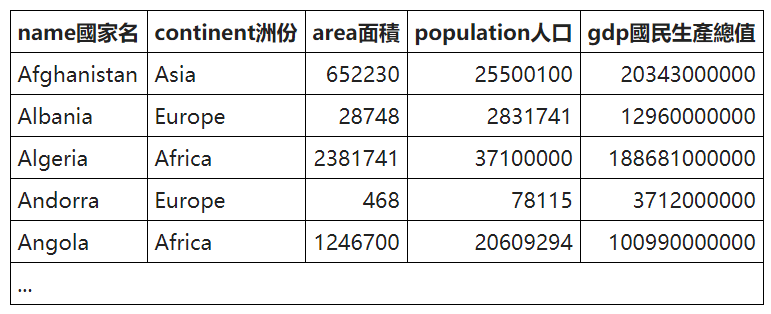 name國家名 continent洲份 area面積 population人口 gdp國民生產總值
Afghanistan Asia 652230 25500100 20343000000
Albania Europe 28748 2831741 12960000000
Algeria Africa 2381741 37100000 188681000000
Andorra Europe 468 78115 3712000000
Angola Africa 1246700 20609294 100990000000
...